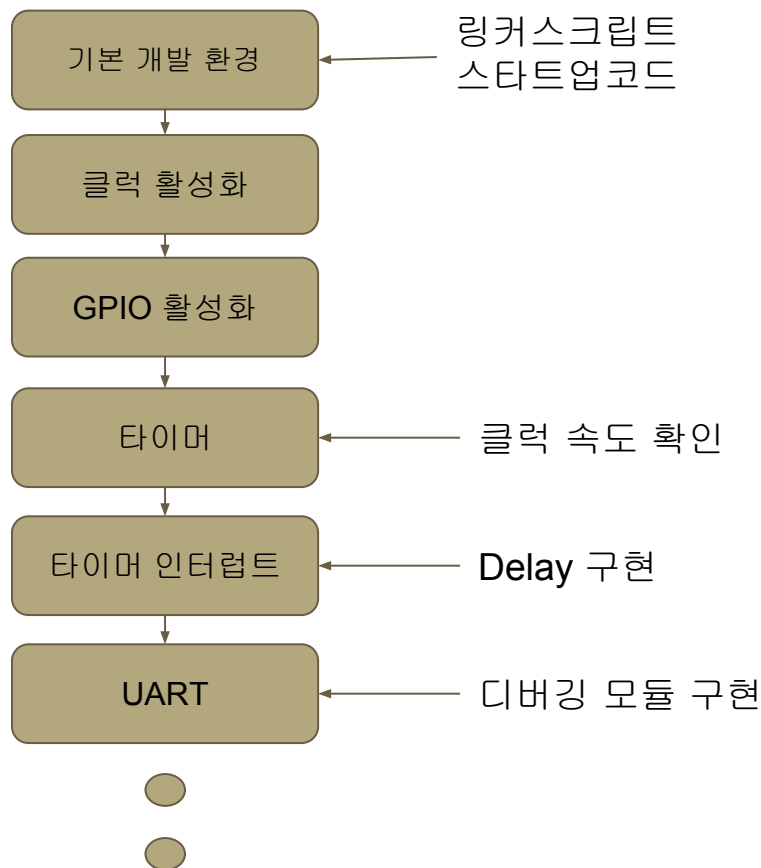 기본 개발 환경
링커스크립트
스타트업코드
클럭 활성화
GPIO 활성화
타이머
클럭 속도 확인
타이머 인터럽트
Delay 구현
UART
디버깅 모듈 구현